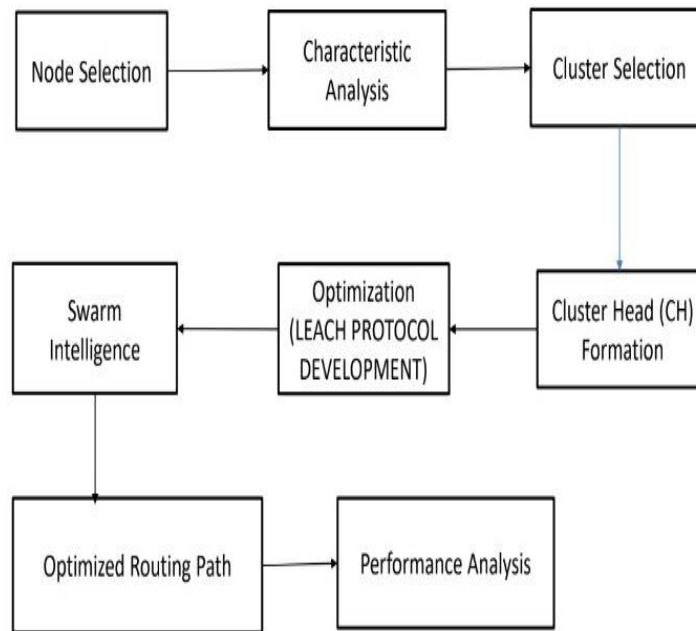 Node Selection
Characteristic
Analysis
Cluster Selection
Cluster Head (CH)
Formation
Optimization
(LEACH PROTOCOL
DEVELOPMENT)
Swarm
Intelligence
Optimized Routing Path
Performance Analysis